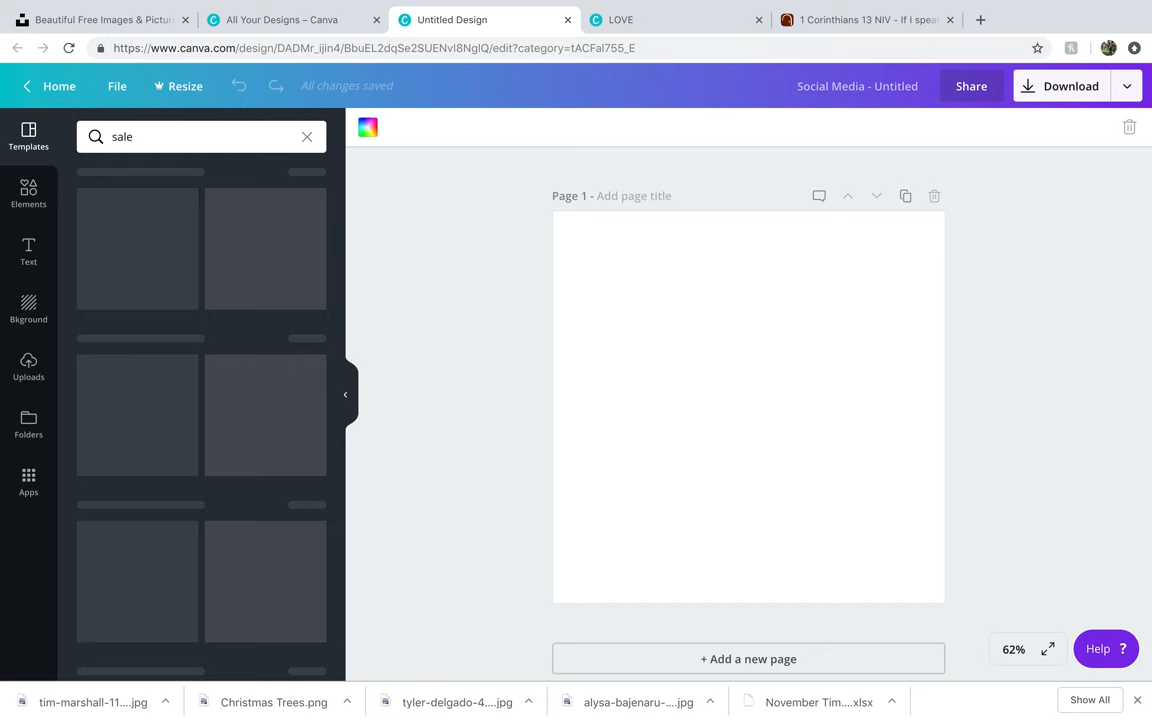 Beautiful Free Images & Pictur
All Your Designs – Canva
Untitled Design
LOVE
1 Corinthians 13 NIV - If I speak
https://www.canva.com/design/DADMr_ijin4/BbuEL2dqSe2SUENvI8NgIQ/edit?category=tACFal755_E
Home
File
Resize
All changes saved
Social Media - Untitled
Share
Download
Templates
sale
Elements
Text
Bkground
Uploads
Folders
Apps
Page 1 - Add page title
+ Add a new page
62%
Help ?
tim-marshall-11....jpg
Christmas Trees.png
tyler-delgado-4....jpg
alysa-bajenaru-....jpg
November Tim....xlsx
Show All